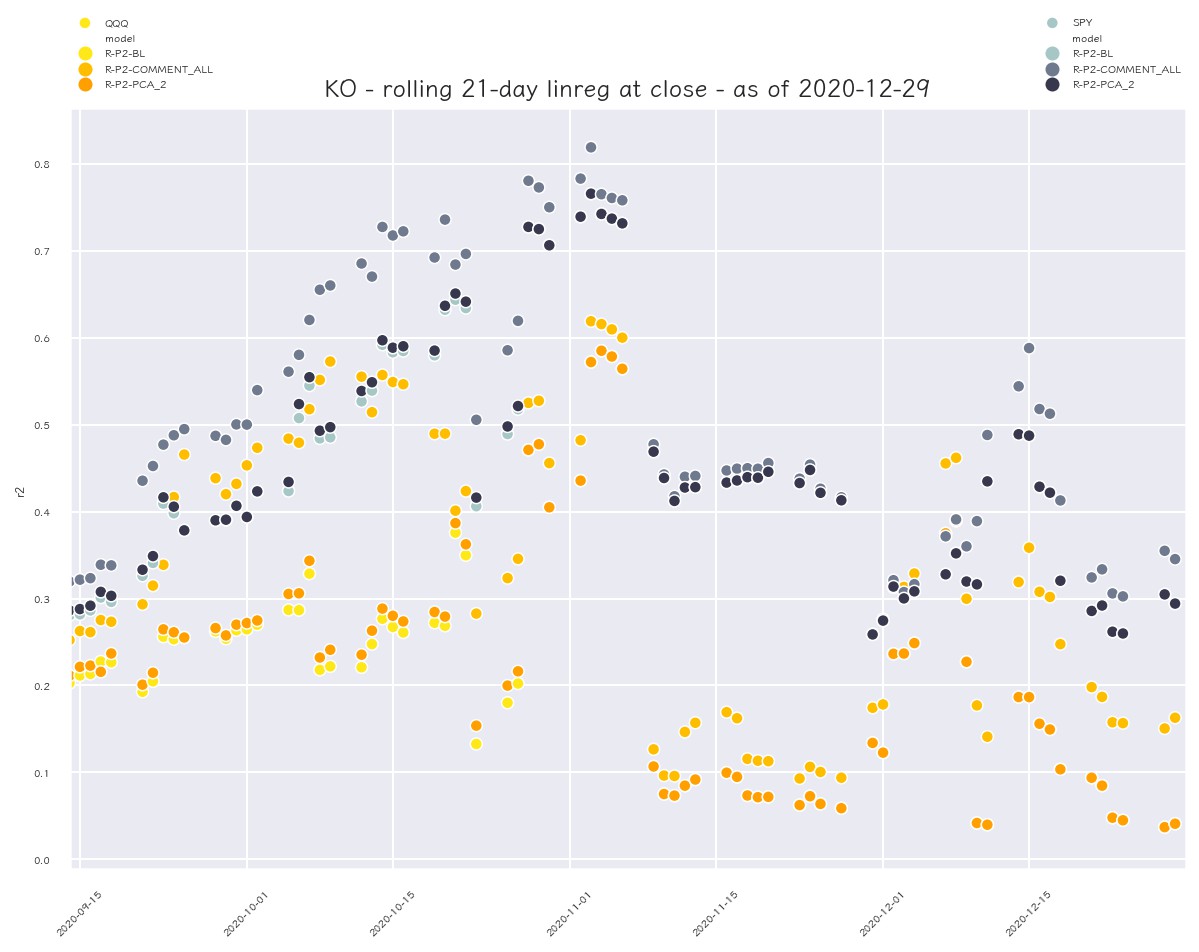 QQQ
model
R-P2-BL
R-P2-COMMENT_ALL
R-P2-PCA_2
SPY
model
R-P2-BL
R-P2-COMMENT_ALL
R-P2-PCA_2
KO - rolling 21-day linreg at close - as of 2020-12-29
0.8
0.7
0.6
0.5
0.4
0.3
0.2
0.1
0.0
r2
2020-09-15
2020-10-01
2020-10-15
2020-11-01
2020-11-15
2020-12-01
2020-12-15